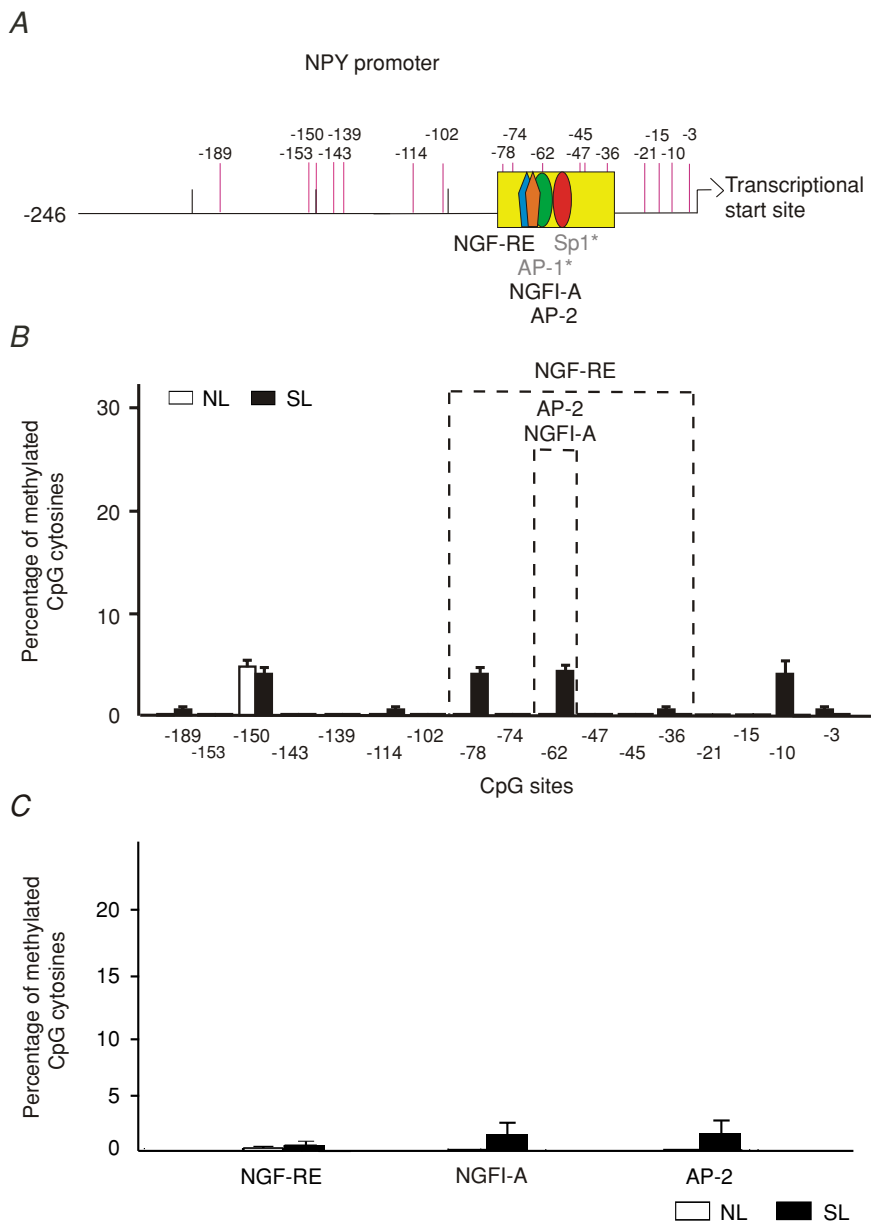 A
NPY promoter
-150 -139 -102 -74 -45 -15 -3
-189 -153 -143 -114 -78 -62 -47 -36 -21 -10
-246
Transcriptional
start site
NGF-RE Sp1*
AP-1*
NGFI-A
AP-2
B
NL SL
NGF-RE
AP-2
NGFI-A
Percentage of methylated
CpG cytosines
30
20
10
0
-189 -150 -139 -102 -74 -47 -36 -15 -3
-153 -143 -114 -78 -62 -45 -21 -10
CpG sites
C
Percentage of methylated
CpG cytosines
20
15
10
5
0
NGF-RE NGFI-A AP-2
NL SL